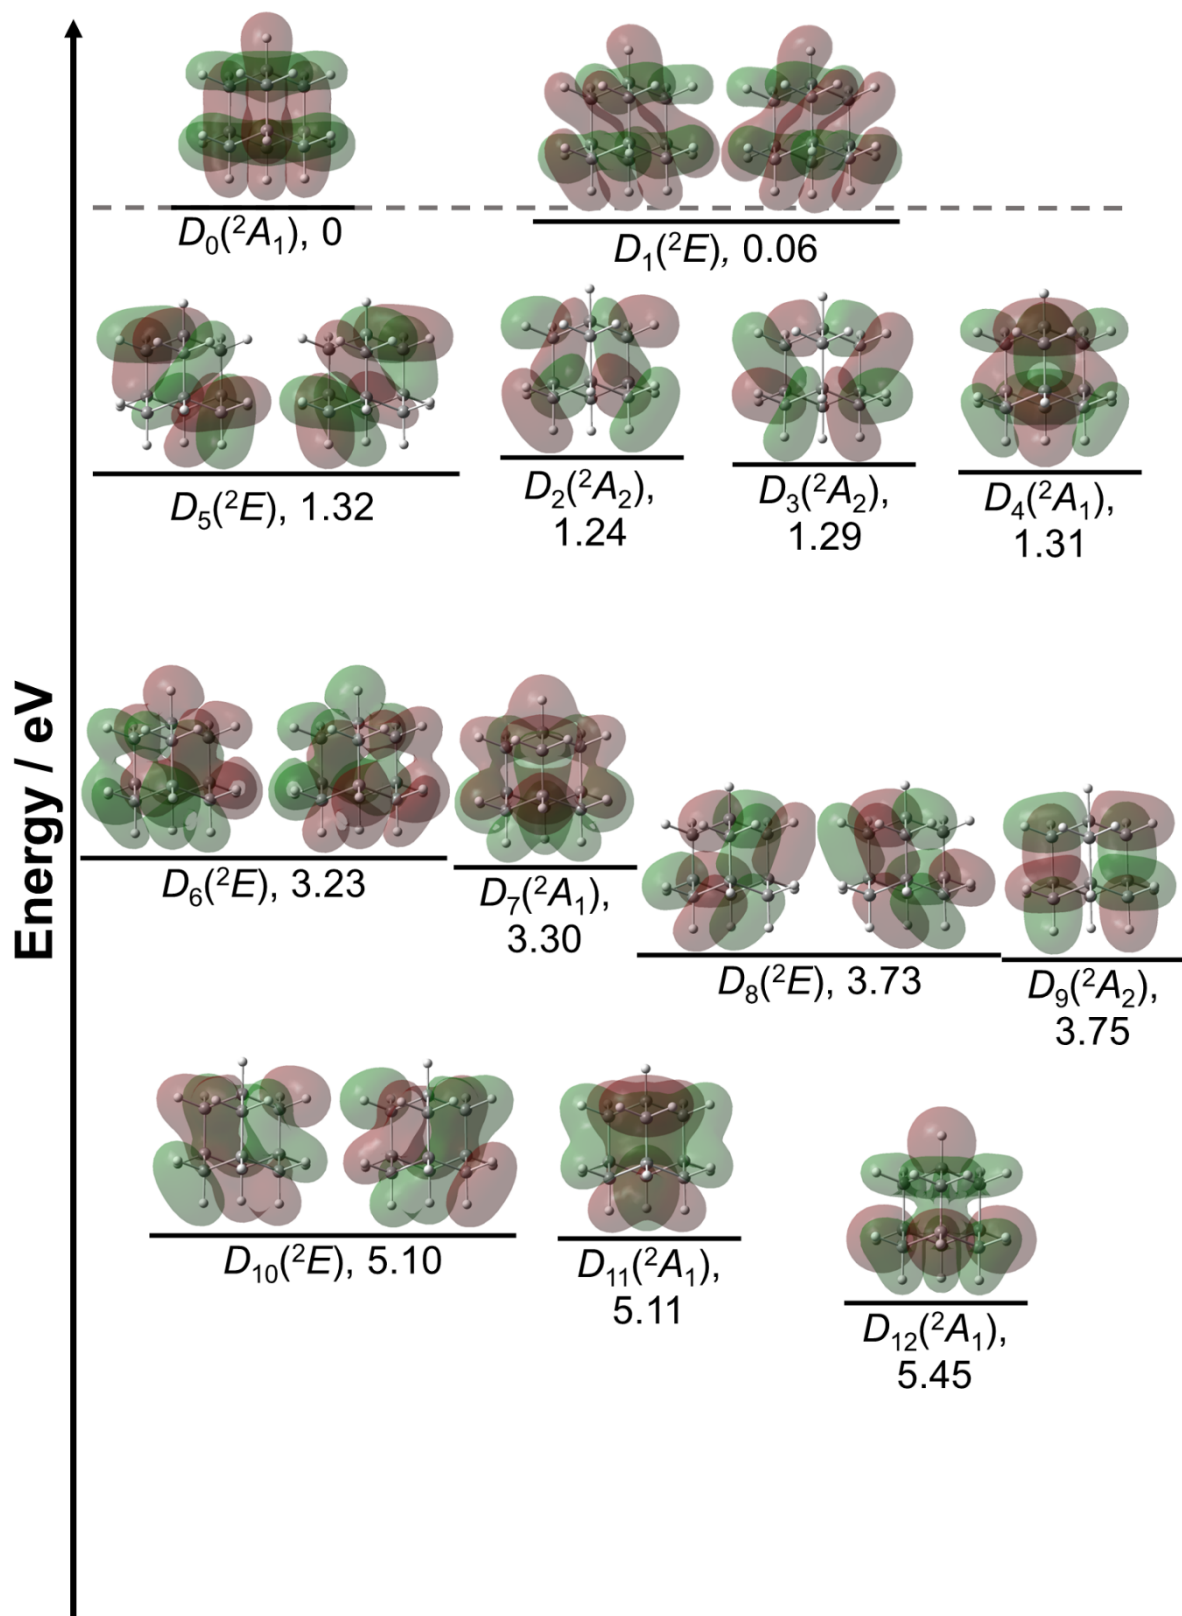 Energy / eV
D₀(²A₁), 0
D₁(²E), 0.06
D₅(²E), 1.32
D₂(²A₂),
1.24
D₃(²A₂),
1.29
D₄(²A₁),
1.31
D₆(²E), 3.23
D₇(²A₁),
3.30
D₈(²E), 3.73
D₉(²A₂),
3.75
D₁₀(²E), 5.10
D₁₁(²A₁),
5.11
D₁₂(²A₁),
5.45